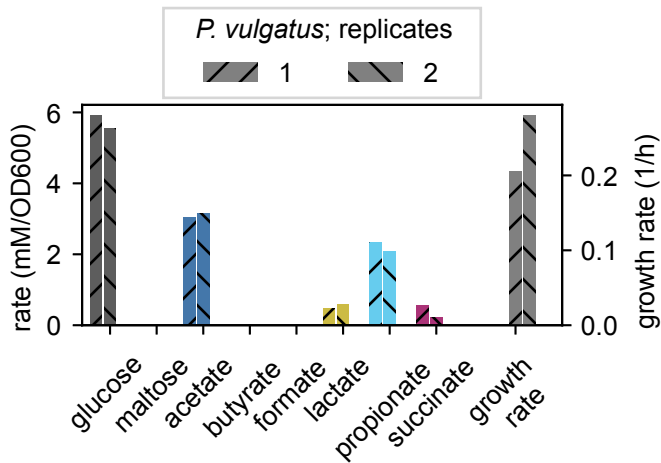 P. vulgatus; replicates
1 2
rate (mM/OD600)
6
4
2
0
growth rate (1/h)
0.2
0.1
0.0
glucose
maltose
acetate
butyrate
formate
lactate
propionate
succinate
growth
rate